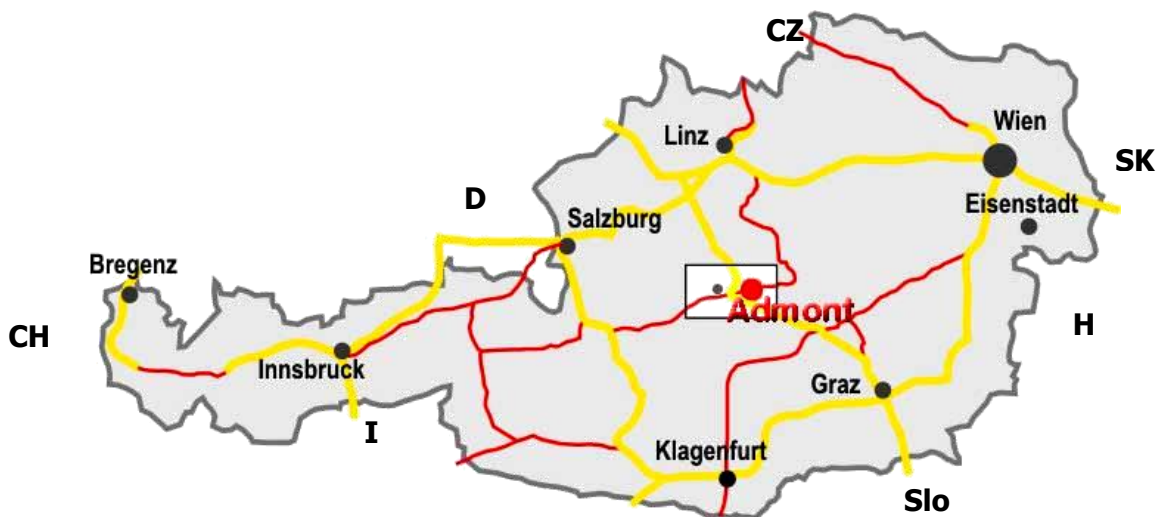 CZ
Linz
Wien
SK
D
Eisenstadt
Salzburg
Bregenz
Admont
CH
H
Innsbruck
Graz
I
Klagenfurt
Slo